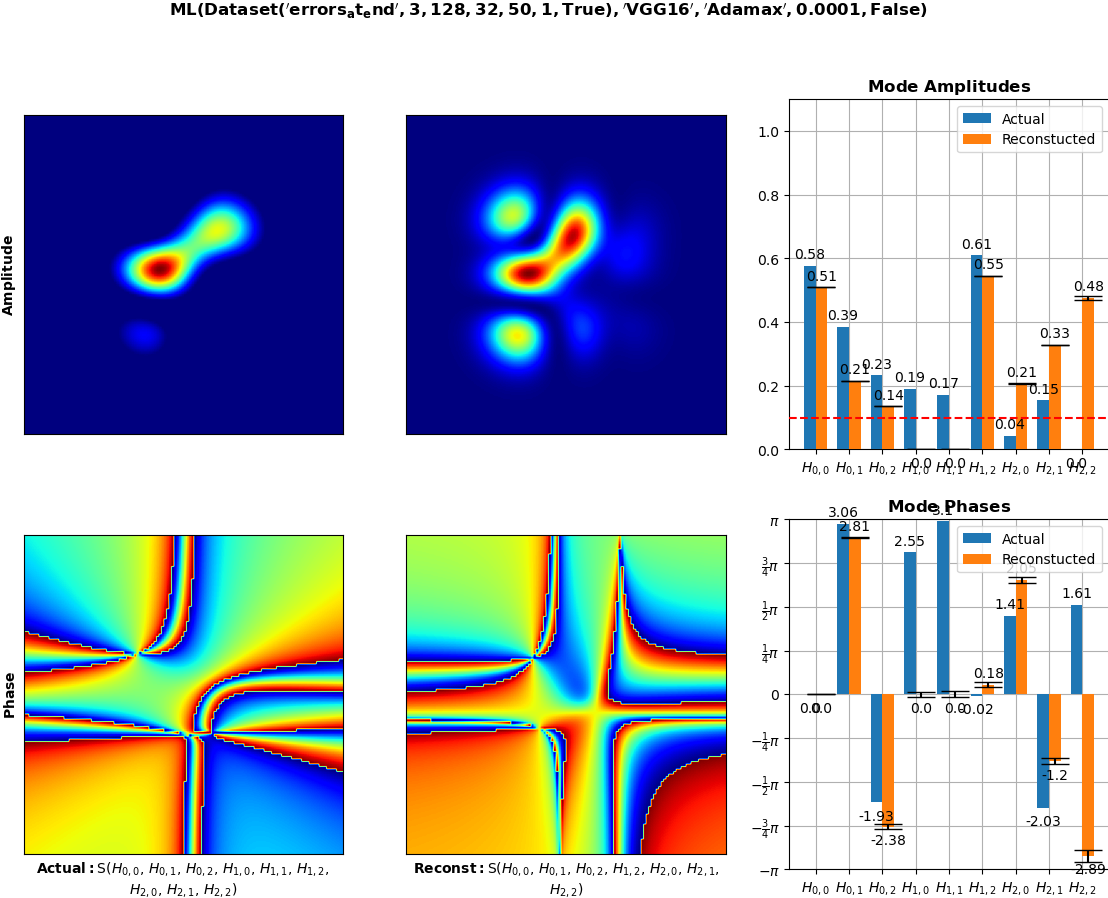 ML(Dataset('errors_at_end', 3, 128, 32, 50, 1, True), 'VGG16', 'Adamax', 0.0001, False)
Amplitude
Mode Amplitudes
Actual
Reconstucted
1.0
0.8
0.6
0.4
0.2
0.0
0.58
0.51
0.39
0.21
0.23
0.14
0.19
0.0
0.17
0.0
0.61
0.55
0.04
0.21
0.15
0.33
0.0
0.48
H0,0 H0,1 H0,2 H1,0 H1,1 H1,2 H2,0 H2,1 H2,2
Phase
Mode Phases
Actual
Reconstucted
π
3/4π
1/2π
1/4π
0
−1/4π
−1/2π
−3/4π
−π
0.0
0.0
3.06
2.81
-1.93
-2.38
2.55
0.0
3.1
0.0
-0.02
0.18
1.41
2.05
-2.03
-1.2
1.61
-2.89
H0,0 H0,1 H0,2 H1,0 H1,1 H1,2 H2,0 H2,1 H2,2
Actual: S(H0,0, H0,1, H0,2, H1,0, H1,1, H1,2,
H2,0, H2,1, H2,2)
Reconst: S(H0,0, H0,1, H0,2, H1,2, H2,0, H2,1,
H2,2)